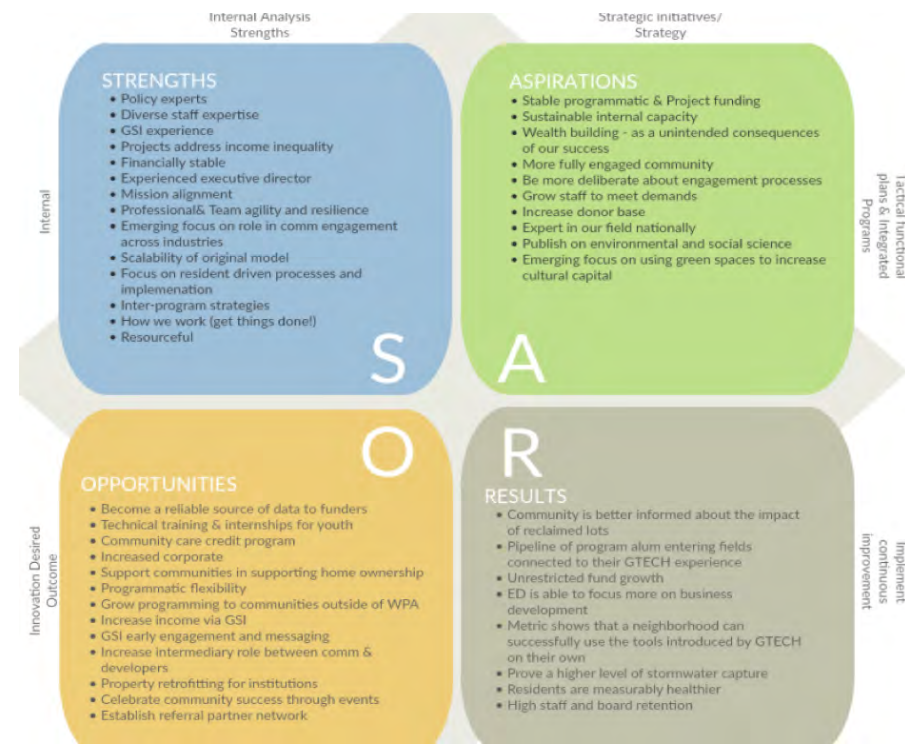 Internal Analysis
Strengths
Strategic Initiatives/
Strategy
Internal
STRENGTHS
• Policy experts
• Diverse staff expertise
• GSI experience
• Projects address income inequality
• Financially stable
• Experienced executive director
• Mission alignment
• Professional& Team agility and resilience
• Emerging focus on role in comm engagement
across industries
• Scalability of original model
• Focus on resident driven processes and
implemenation
• Inter-program strategies
• How we work (get things done!)
• Resourceful
S
ASPIRATIONS
• Stable programmatic & Project funding
• Sustainable internal capacity
• Wealth building - as a unintended consequences
of our success
• More fully engaged community
• Be more deliberate about engagement processes
• Grow staff to meet demands
• Increase donor base
• Expert in our field nationally
• Publish on environmental and social science
• Emerging focus on using green spaces to increase
cultural capital
A
Tactical functional
plans & Integrated
Programs
Innovation Desired
Outcome
O
OPPORTUNITIES
• Become a reliable source of data to funders
• Technical training & internships for youth
• Community care credit program
• Increased corporate
• Support communities in supporting home ownership
• Programmatic flexibility
• Grow programming to communities outside of WPA
• Increase income via GSI
• GSI early engagement and messaging
• Increase intermediary role between comm &
developers
• Property retrofitting for institutions
• Celebrate community success through events
• Establish referral partner network
R
RESULTS
• Community is better informed about the impact
of reclaimed lots
• Pipeline of program alum entering fields
connected to their GTECH experience
• Unrestricted fund growth
• ED is able to focus more on business
development
• Metric shows that a neighborhood can
successfully use the tools introduced by GTECH
on their own
• Prove a higher level of stormwater capture
• Residents are measurably healthier
• High staff and board retention
Implement
continuous
improvement